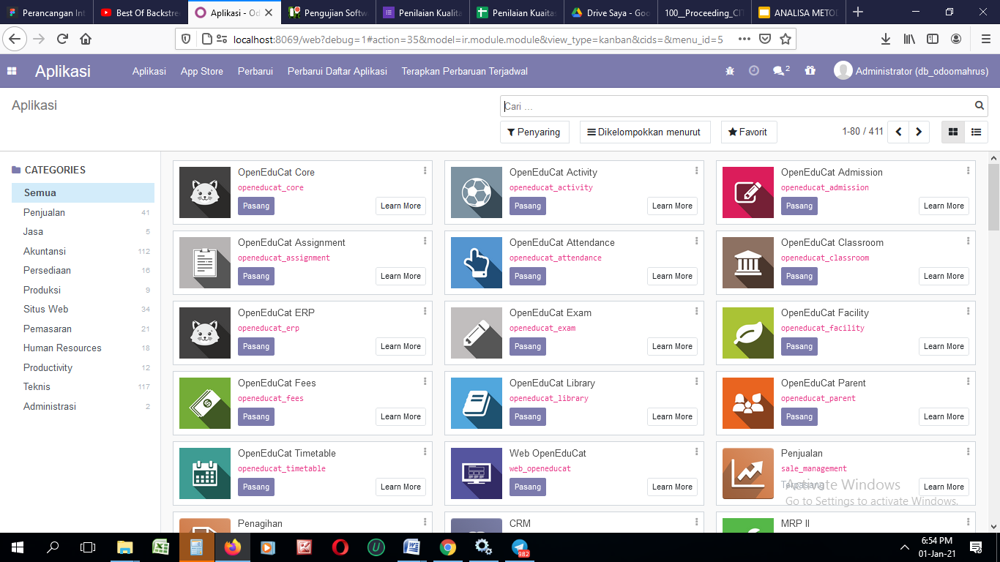 Perancangan Int
Best Of Backstre
Aplikasi - Od
Pengujian Softw
Penilaian Kualita
Penilaian Kuaitas
Drive Saya - Goo
100__Proceeding_CIT
ANALISA METOD
localhost:8069/web?debug=1#action=35&model=ir.module.module&view_type=kanban&cids=&menu_id=5
Aplikasi
Aplikasi
App Store
Perbarui
Perbarui Daftar Aplikasi
Terapkan Perbaruan Terjadwal
2
Administrator (db_odoomahrus)
Aplikasi
Cari ...
Penyaring
Dikelompokkan menurut
Favorit
1-80 / 411
CATEGORIES
Semua
Penjualan 41
Jasa 5
Akuntansi 112
Persediaan 16
Produksi 9
Situs Web 34
Pemasaran 21
Human Resources 18
Productivity 12
Teknis 117
Administrasi 2
OpenEduCat Core
openeducat_core
Pasang
Learn More
OpenEduCat Activity
openeducat_activity
Pasang
Learn More
OpenEduCat Admission
openeducat_admission
Pasang
Learn More
OpenEduCat Assignment
openeducat_assignment
Pasang
Learn More
OpenEduCat Attendance
openeducat_attendance
Pasang
Learn More
OpenEduCat Classroom
openeducat_classroom
Pasang
Learn More
OpenEduCat ERP
openeducat_erp
Pasang
Learn More
OpenEduCat Exam
openeducat_exam
Pasang
Learn More
OpenEduCat Facility
openeducat_facility
Pasang
Learn More
OpenEduCat Fees
openeducat_fees
Pasang
Learn More
OpenEduCat Library
openeducat_library
Pasang
Learn More
OpenEduCat Parent
openeducat_parent
Pasang
Learn More
OpenEduCat Timetable
openeducat_timetable
Pasang
Learn More
Web OpenEduCat
web_openeducat
Pasang
Learn More
Penjualan
sale_management
Terpasang
Learn More
Activate Windows
Go to Settings to activate Windows.
Penagihan
CRM
MRP II
982
6:54 PM
01-Jan-21